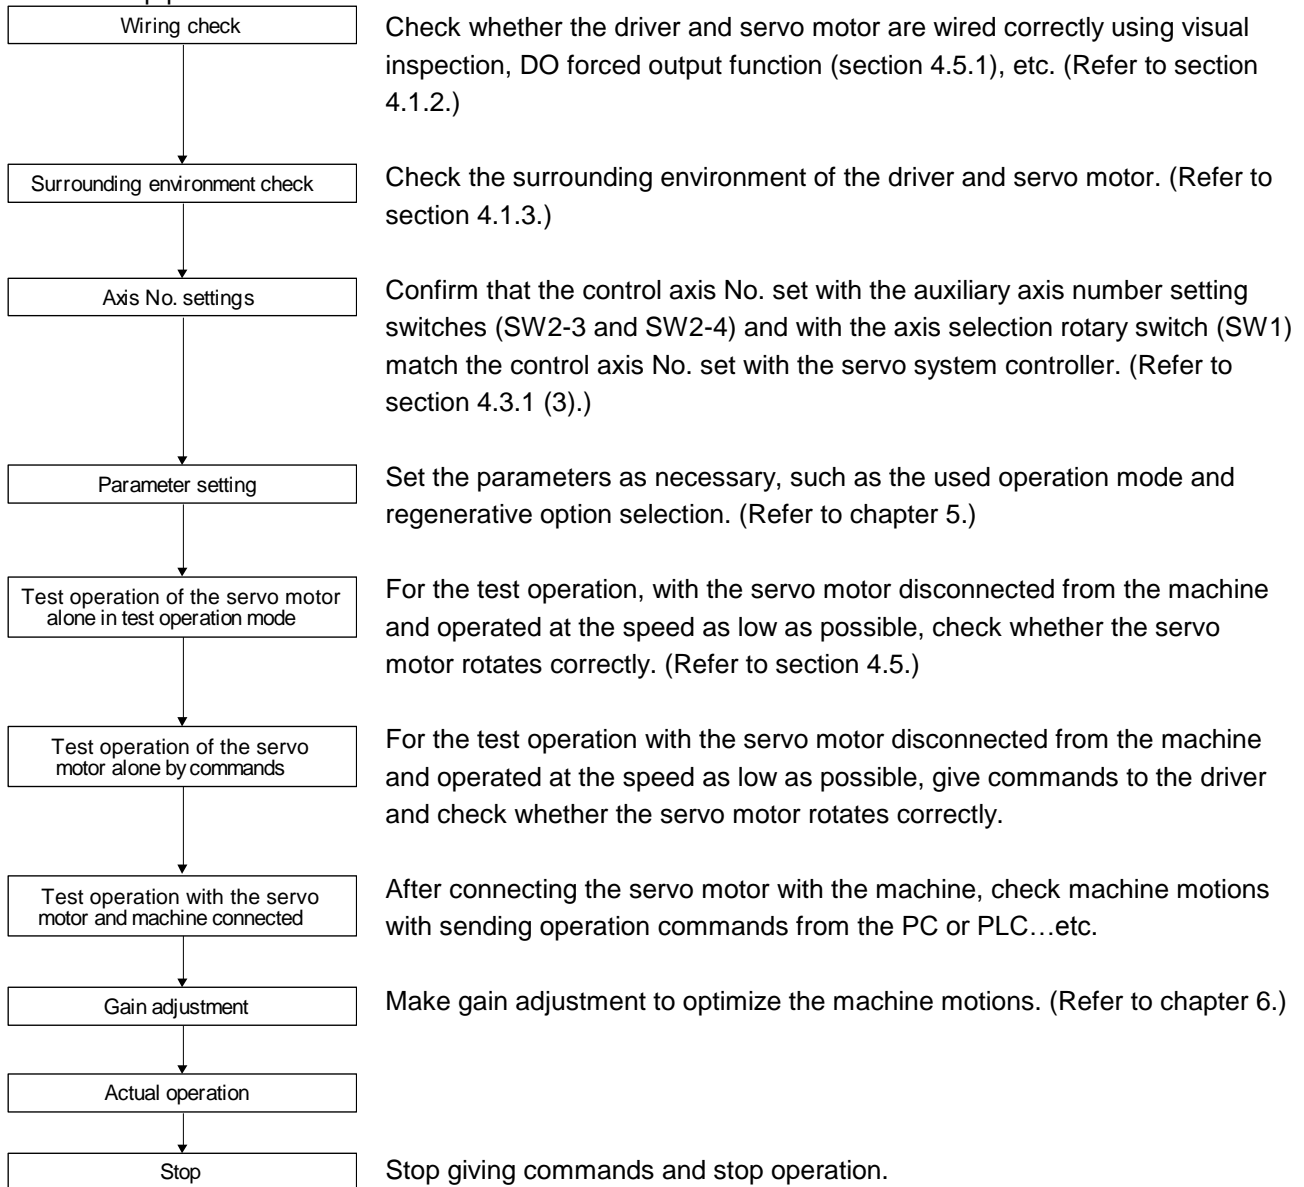 Wiring check
Check whether the driver and servo motor are wired correctly using visual
inspection, DO forced output function (section 4.5.1), etc. (Refer to section
4.1.2.)
Surrounding environment check
Check the surrounding environment of the driver and servo motor. (Refer to
section 4.1.3.)
Axis No. settings
Confirm that the control axis No. set with the auxiliary axis number setting
switches (SW2-3 and SW2-4) and with the axis selection rotary switch (SW1)
match the control axis No. set with the servo system controller. (Refer to
section 4.3.1 (3).)
Parameter setting
Set the parameters as necessary, such as the used operation mode and
regenerative option selection. (Refer to chapter 5.)
Test operation of the servo motor
alone in test operation mode
For the test operation, with the servo motor disconnected from the machine
and operated at the speed as low as possible, check whether the servo
motor rotates correctly. (Refer to section 4.5.)
Test operation of the servo
motor alone by commands
For the test operation with the servo motor disconnected from the machine
and operated at the speed as low as possible, give commands to the driver
and check whether the servo motor rotates correctly.
Test operation with the servo
motor and machine connected
After connecting the servo motor with the machine, check machine motions
with sending operation commands from the PC or PLC…etc.
Gain adjustment
Make gain adjustment to optimize the machine motions. (Refer to chapter 6.)
Actual operation
Stop
Stop giving commands and stop operation.